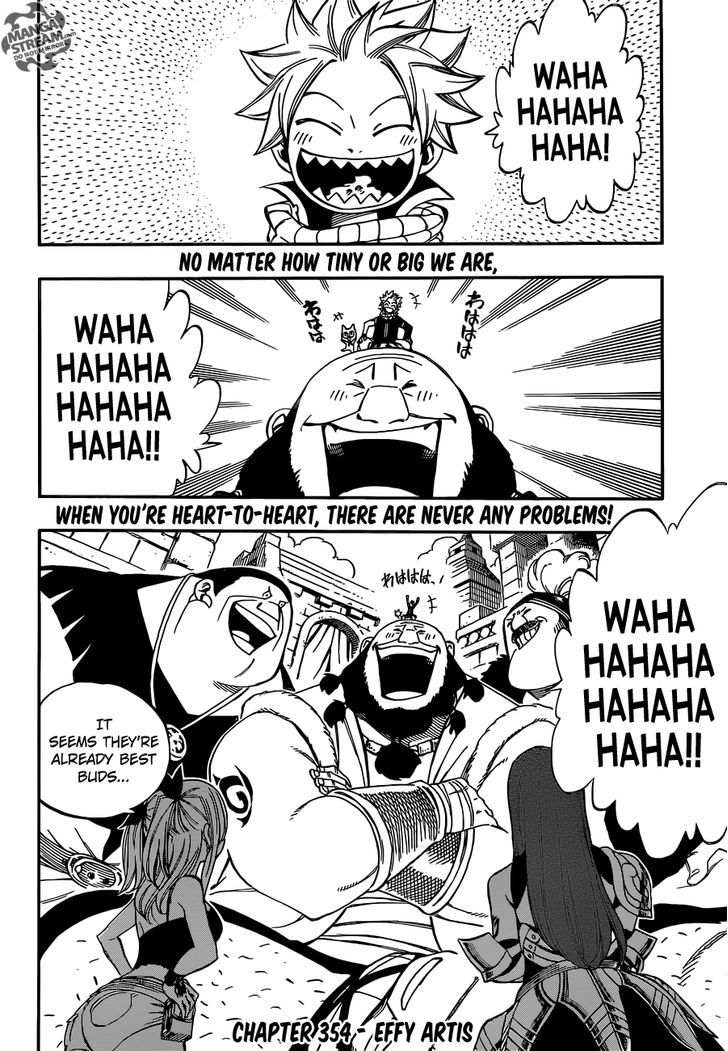 MANGA
STREAM
WAHA
HAHAHA
HAHA!
NO MATTER HOW TINY OR BIG WE ARE,
わははは
わはは
WAHA
HAHAHA
HAHAHA
HAHA!!
WHEN YOU'RE HEART-TO-HEART, THERE ARE NEVER ANY PROBLEMS!
わはははは、、
WAHA
HAHAHA
HAHAHA
HAHA!!
IT
SEEMS THEY'RE
ALREADY BEST
BUDS...
CHAPTER 354 - EFFY ARTIS